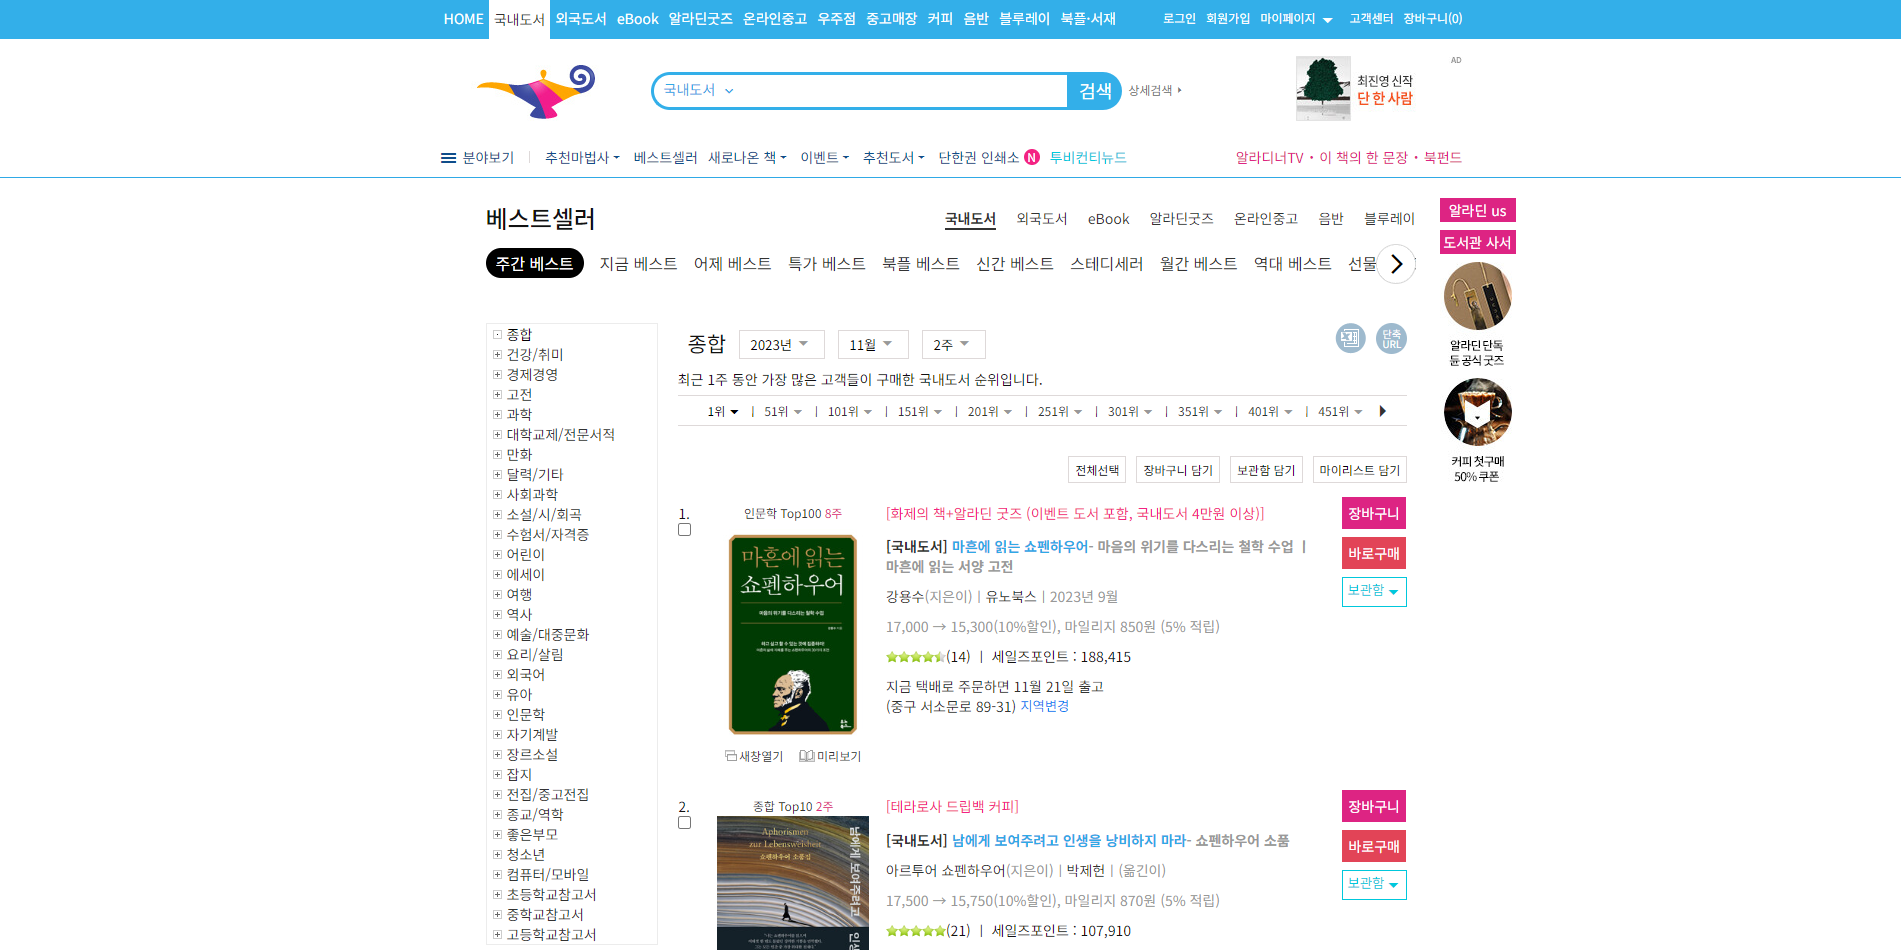 HOME 국내도서 외국도서 eBook 알라딘굿즈 온라인중고 우주점 중고매장 커피 음반 블루레이 북플·서재 로그인 회원가입 마이페이지 고객센터 장바구니(0)
국내도서 검색 상세검색
AD
최진영 신작
단 한 사람
분야보기 추천마법사 베스트셀러 새로나온 책 이벤트 추천도서 단한권 인쇄소 N 투비컨티뉴드 알라디너TV · 이 책의 한 문장 · 북펀드
베스트셀러
국내도서 외국도서 eBook 알라딘굿즈 온라인중고 음반 블루레이
주간 베스트 지금 베스트 어제 베스트 특가 베스트 북플 베스트 신간 베스트 스테디세러 월간 베스트 역대 베스트 선물
알라딘 us
도서관 사서
알라딘 단독
듄 공식 굿즈
커피 첫구매
50% 쿠폰
종합
건강/취미
경제경영
고전
과학
대학교제/전문서적
만화
달력/기타
사회과학
소설/시/희곡
수험서/자격증
어린이
에세이
여행
역사
예술/대중문화
요리/살림
외국어
유아
인문학
자기계발
장르소설
잡지
전집/중고전집
종교/역학
좋은부모
청소년
컴퓨터/모바일
초등학교참고서
중학교참고서
고등학교참고서
종합 2023년 11월 2주
단축
URL
최근 1주 동안 가장 많은 고객들이 구매한 국내도서 순위입니다.
1위 | 51위 | 101위 | 151위 | 201위 | 251위 | 301위 | 351위 | 401위 | 451위
전체선택 장바구니 담기 보관함 담기 마이리스트 담기
1.
인문학 Top100 8주
마흔에 읽는
쇼펜하우어
마음의 위기를 다스리는 철학 수업
새창열기 미리보기
[화제의 책+알라딘 굿즈 (이벤트 도서 포함, 국내도서 4만원 이상)]
[국내도서] 마흔에 읽는 쇼펜하우어- 마음의 위기를 다스리는 철학 수업 ㅣ
마흔에 읽는 서양 고전
강용수(지은이) | 유노북스 | 2023년 9월
17,000 → 15,300(10%할인), 마일리지 850원 (5% 적립)
(14) ㅣ 세일즈포인트 : 188,415
지금 택배로 주문하면 11월 21일 출고
(중구 서소문로 89-31) 지역변경
장바구니
바로구매
보관함
2.
종합 Top10 2주
Aphorismen
zur Lebensweisheit
쇼펜하우어 소품집
남에게 보여주려고
인생
[테라로사 드립백 커피]
[국내도서] 남에게 보여주려고 인생을 낭비하지 마라- 쇼펜하우어 소품
아르투어 쇼펜하우어(지은이) | 박제헌 | (옮긴이)
17,500 → 15,750(10%할인), 마일리지 870원 (5% 적립)
(21) ㅣ 세일즈포인트 : 107,910
장바구니
바로구매
보관함